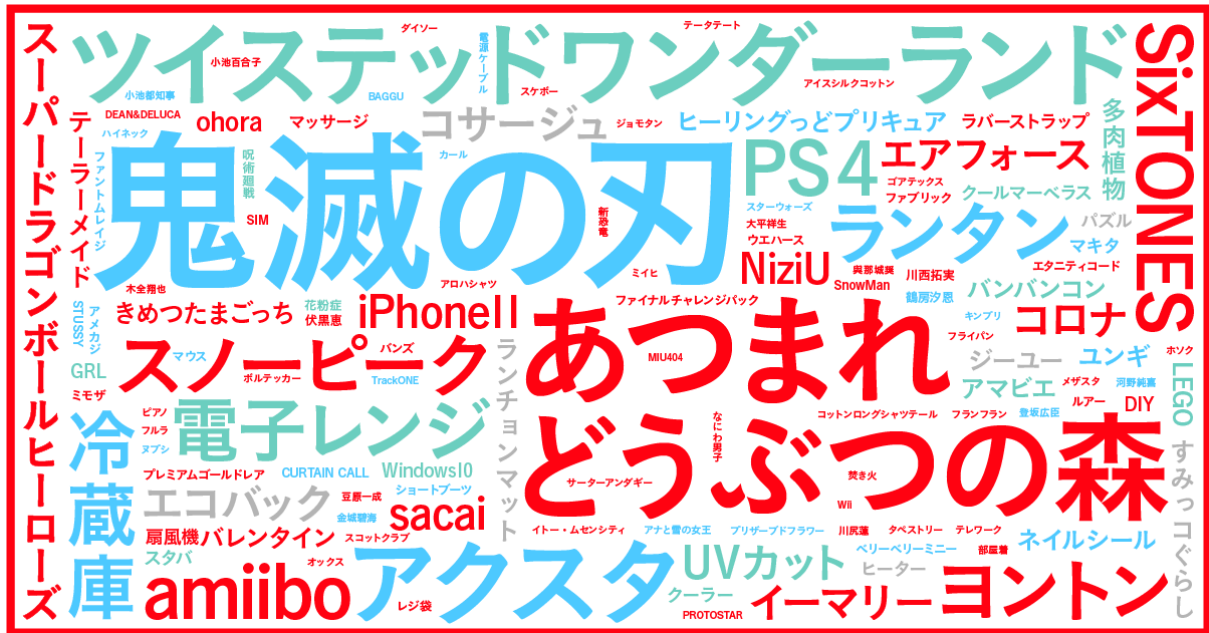 スーパードラゴンボールヒーローズ
ツイステッドワンダーランド
SixTONES
ダイソー
テータテート
小池百合子
電源ケーブル
小池都知事
BAGGU
スケボー
アイスシルクコットン
DEAN&DELUCA
ohora
マッサージ
コサージュ
ジョモタン
ヒーリングっどプリキュア
ラバーストラップ
多肉植物
テーラーメイド
ハイネック
ファントムレイジ
鬼滅の刃
呪術廻戦
カール
SIM
新恐竜
PS4
エアフォース
ゴアテックス
ファブリック
クールマーベラス
スターウォーズ
大平祥生
ランタン
パズル
ウエハース
マキタ
ミイヒ
NiziU
與那城奨
SnowMan
川西拓実
エタニティコード
木全翔也
アロハシャツ
鶴房汐恩
バンバンコン
アメカジ
STUSSY
きめつたまごっち
花粉症
伏黒恵
iPhone11
ファイナルチャレンジパック
キンプリ
コロナ
あつまれ
どうぶつの森
フライパン
スノーピーク
マウス
バンズ
ポルテッカー
TrackONE
ランチョンマット
MIU404
ジーユー
ユンギ
ホソク
GRL
ミモザ
アマビエ
メザスタ
河野純喜
LEGO
ルアー
DIY
冷蔵庫
ピアノ
フルラ
ヌプシ
電子レンジ
なにわ男子
コットンロングシャツテール
フランフラン
登坂広臣
すみっコぐらし
プレミアムゴールドレア
CURTAIN CALL
Windows10
焚き火
エコバック
豆原一成
ショートブーツ
サーターアンダギー
金城碧海
sacai
Wii
扇風機
バレンタイン
スコットクラブ
イトー・ムセンシティ
アナと雪の女王
プリザーブドフラワー
川尻蓮
タペストリー
テレワーク
スタバ
オックス
アクスタ
UVカット
ベリーベリーミニー
部屋着
ネイルシール
amiibo
レジ袋
クーラー
ヒーター
PROTOSTAR
イーマリー
ヨントン